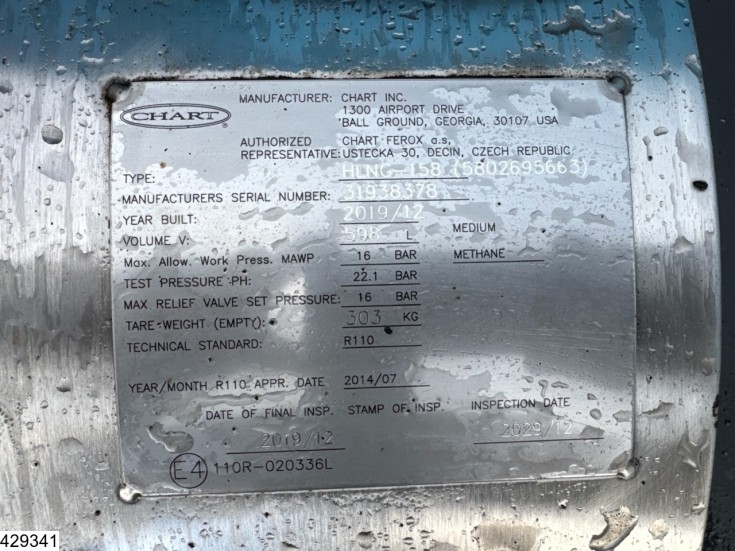 CHART
MANUFACTURER: CHART INC.
1300 AIRPORT DRIVE
BALL GROUND, GEORGIA, 30107 USA
AUTHORIZED CHART FEROX a.s,
REPRESENTATIVE: USTECKA 30, DECIN, CZECH REPUBLIC
TYPE: HLNG-158 (5802695663)
MANUFACTURERS SERIAL NUMBER: 31938378
YEAR BUILT: 2019/12
VOLUME V: 598 L MEDIUM
Max. Allow. Work Press. MAWP 16 BAR METHANE
TEST PRESSURE PH: 22.1 BAR
MAX RELIEF VALVE SET PRESSURE: 16 BAR
TARE-WEIGHT (EMPTY): 303 KG
TECHNICAL STANDARD: R110
YEAR/MONTH R110 APPR. DATE 2014/07
DATE OF FINAL INSP. STAMP OF INSP. INSPECTION DATE
2019/12 2029/12
E4 110R-020336L
429341